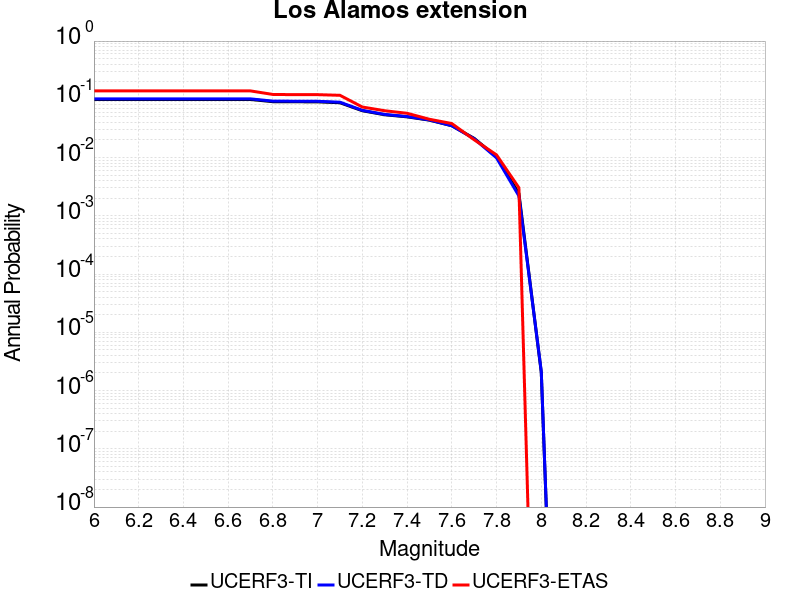 Los Alamos extension
10^0
10^-1
10^-2
10^-3
10^-4
10^-5
10^-6
10^-7
10^-8
Annual Probability
6 6.2 6.4 6.6 6.8 7 7.2 7.4 7.6 7.8 8 8.2 8.4 8.6 8.8 9
Magnitude
UCERF3-TI UCERF3-TD UCERF3-ETAS